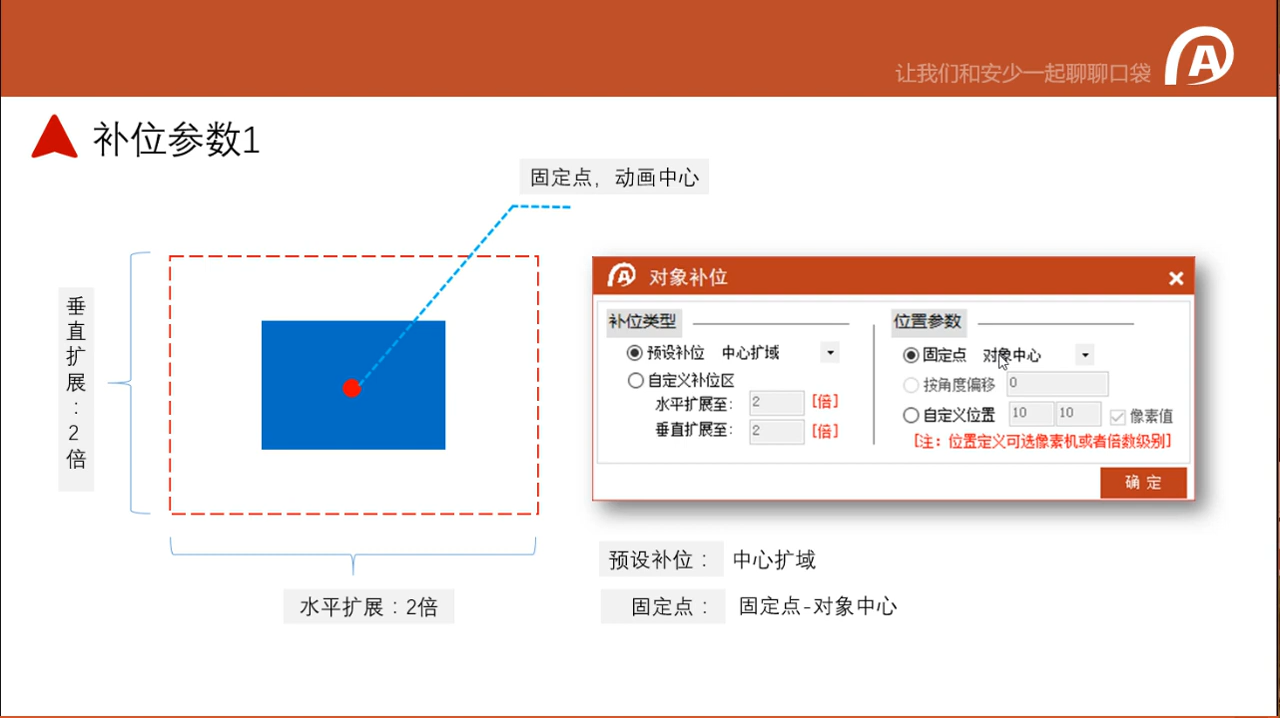 让我们和安少一起聊聊口袋
A
补位参数1
固定点，动画中心
垂直扩展：2倍
水平扩展：2倍
A 对象补位
补位类型
预设补位 中心扩域
自定义补位区
水平扩展至： 2 [倍]
垂直扩展至： 2 [倍]
位置参数
固定点 对象中心
按角度偏移 0
自定义位置 10 10 像素值
[注：位置定义可选像素机或者倍数级别]
确定
预设补位： 中心扩域
固定点： 固定点-对象中心